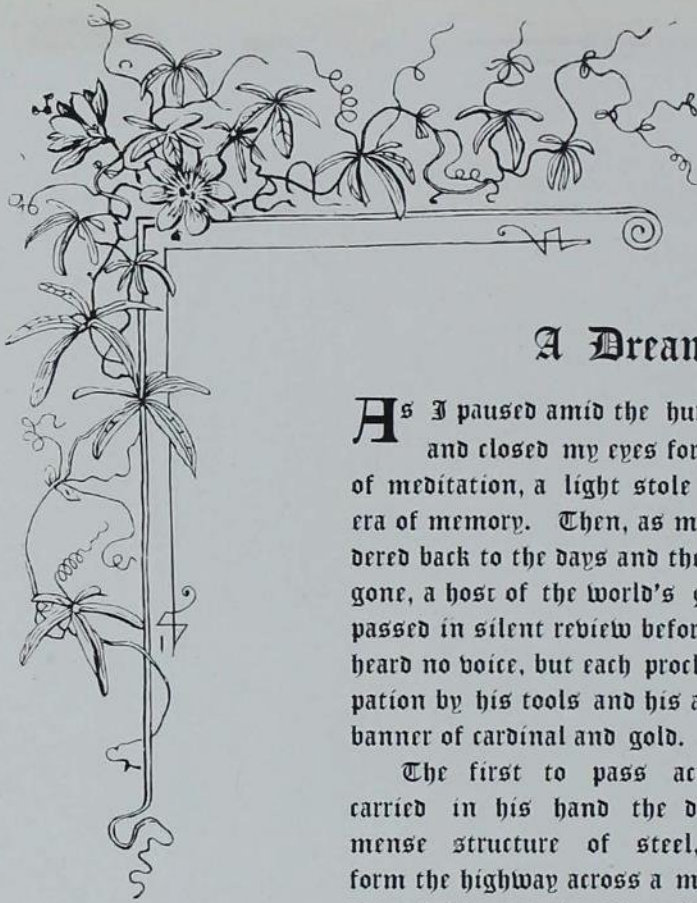 A Drea
As I paused amid the hu
and closed my eyes for
of meditation, a light stole
era of memory. Then, as m
dered back to the days and the
gone, a host of the world's
passed in silent review befor
heard no voice, but each procl
pation by his tools and his a
banner of cardinal and gold.
The first to pass ac
carried in his hand the d
mense structure of steel,
form the highway across a m